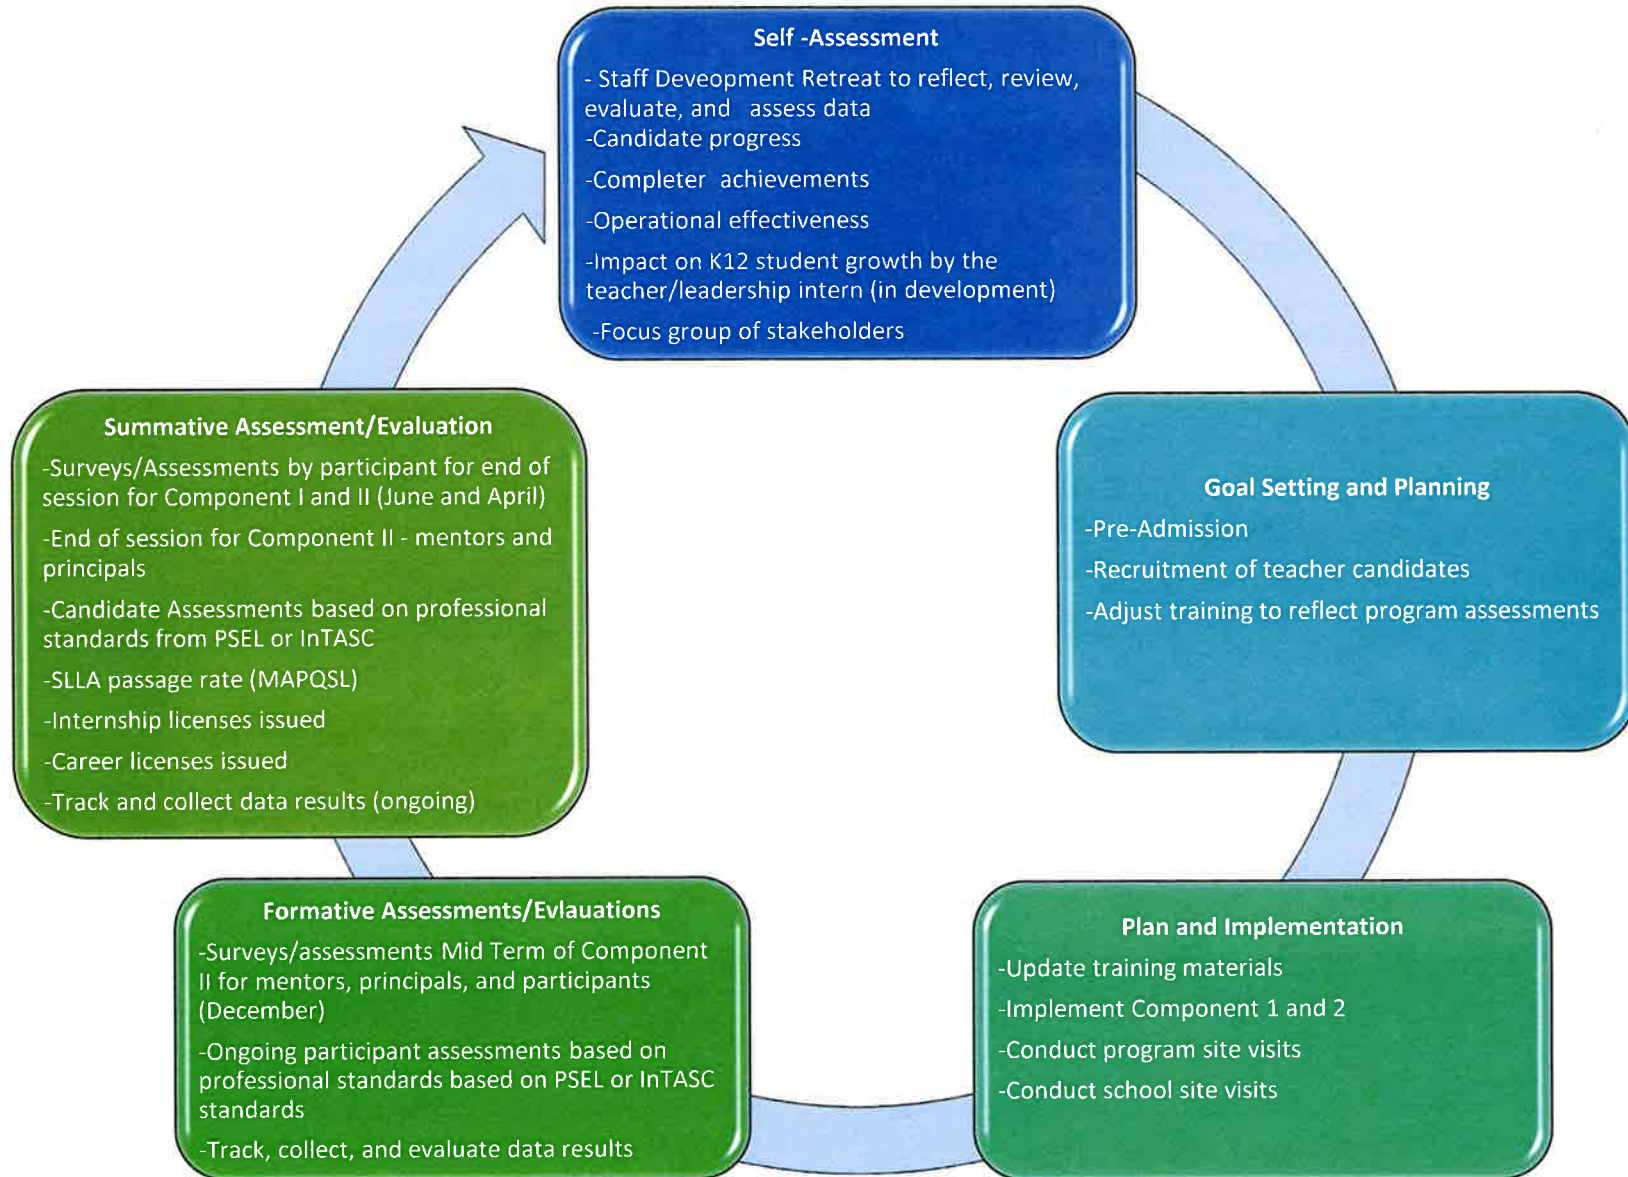 Self -Assessment
- Staff Deveopment Retreat to reflect, review,
evaluate, and assess data
-Candidate progress
-Completer achievements
-Operational effectiveness
-Impact on K12 student growth by the
teacher/leadership intern (in development)
-Focus group of stakeholders
Goal Setting and Planning
-Pre-Admission
-Recruitment of teacher candidates
-Adjust training to reflect program assessments
Plan and Implementation
-Update training materials
-Implement Component 1 and 2
-Conduct program site visits
-Conduct school site visits
Formative Assessments/Evlauations
-Surveys/assessments Mid Term of Component
II for mentors, principals, and participants
(December)
-Ongoing participant assessments based on
professional standards based on PSEL or InTASC
standards
-Track, collect, and evaluate data results
Summative Assessment/Evaluation
-Surveys/Assessments by participant for end of
session for Component I and II (June and April)
-End of session for Component II - mentors and
principals
-Candidate Assessments based on professional
standards from PSEL or InTASC
-SLLA passage rate (MAPQSL)
-Internship licenses issued
-Career licenses issued
-Track and collect data results (ongoing)